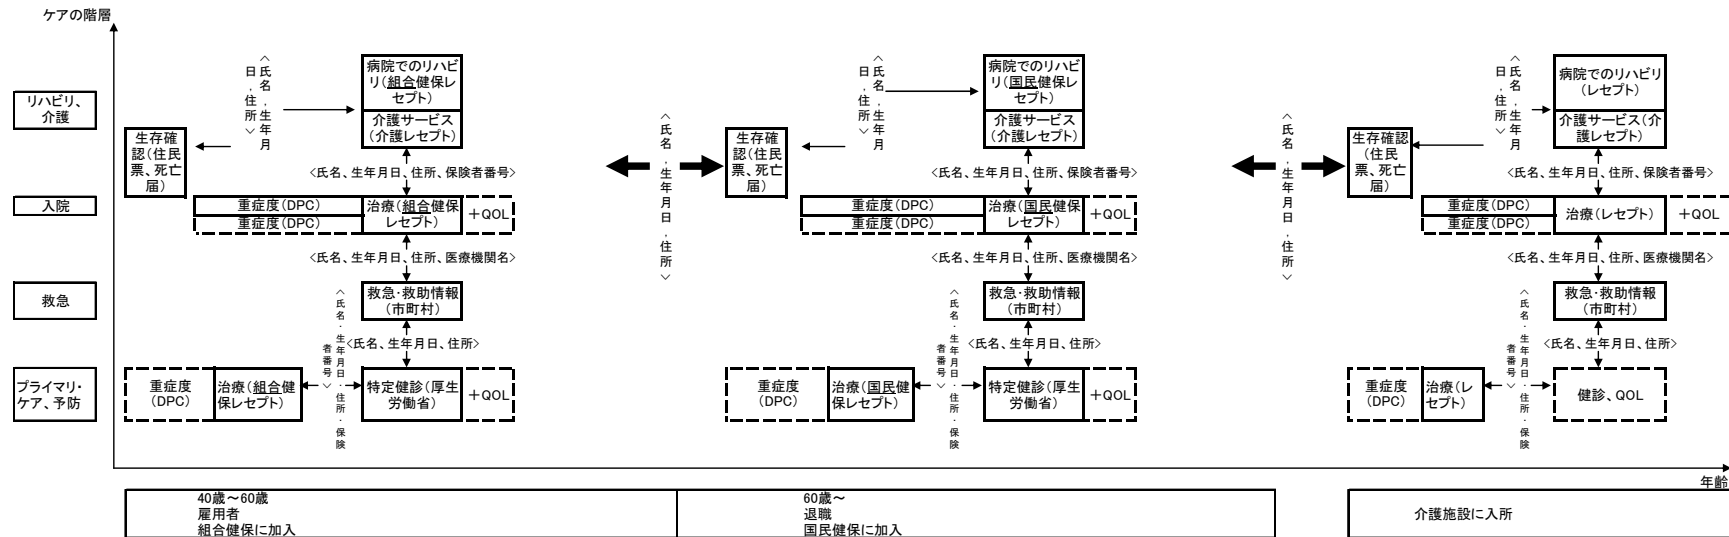 ケアの階層
リハビリ、
介護
入院
救急
プライマリ・
ケア、予防
<氏名,生年月
日,住所>
病院でのリハビ
リ(組合健保レ
セプト)
介護サービス
(介護レセプト)
生存確
認(住民
票、死亡
届)
<氏名、生年月日、住所、保険者番号>
重症度(DPC)
重症度(DPC)
治療(組合健保
レセプト)
+QOL
<氏名、生年月日、住所、医療機関名>
救急・救助情報
(市町村)
<氏名、生年月日、住所>
<氏名・生年月日・住所・保険
者番号>
重症度
(DPC)
治療(組合健
保レセプト)
特定健診(厚生
労働省)
+QOL
<氏名,生年月日,住所>
<氏名,生年月
日,住所>
病院でのリハビ
リ(国民健保レ
セプト)
介護サービス
(介護レセプト)
生存確
認(住民
票、死亡
届)
<氏名、生年月日、住所、保険者番号>
重症度(DPC)
重症度(DPC)
治療(国民健保
レセプト)
+QOL
<氏名、生年月日、住所、医療機関名>
救急・救助情報
(市町村)
<氏名、生年月日、住所>
<氏名・生年月日・住所・保険
者番号>
重症度
(DPC)
治療(国民健
保レセプト)
特定健診(厚生
労働省)
+QOL
<氏名,生年月日,住所>
<氏名,生年月
日,住所>
病院でのリハビリ
(レセプト)
介護サービス(介
護レセプト)
生存確認
(住民
票、死亡
届)
<氏名、生年月日、住所、保険者番号>
重症度(DPC)
重症度(DPC)
治療(レセプト)
+QOL
<氏名、生年月日、住所、医療機関名>
救急・救助情報
(市町村)
<氏名、生年月日、住所>
<氏名・生年月日・住所・保険
者番号>
重症度
(DPC)
治療(レ
セプト)
健診、QOL
年齢
40歳~60歳
雇用者
組合健保に加入
60歳~
退職
国民健保に加入
介護施設に入所